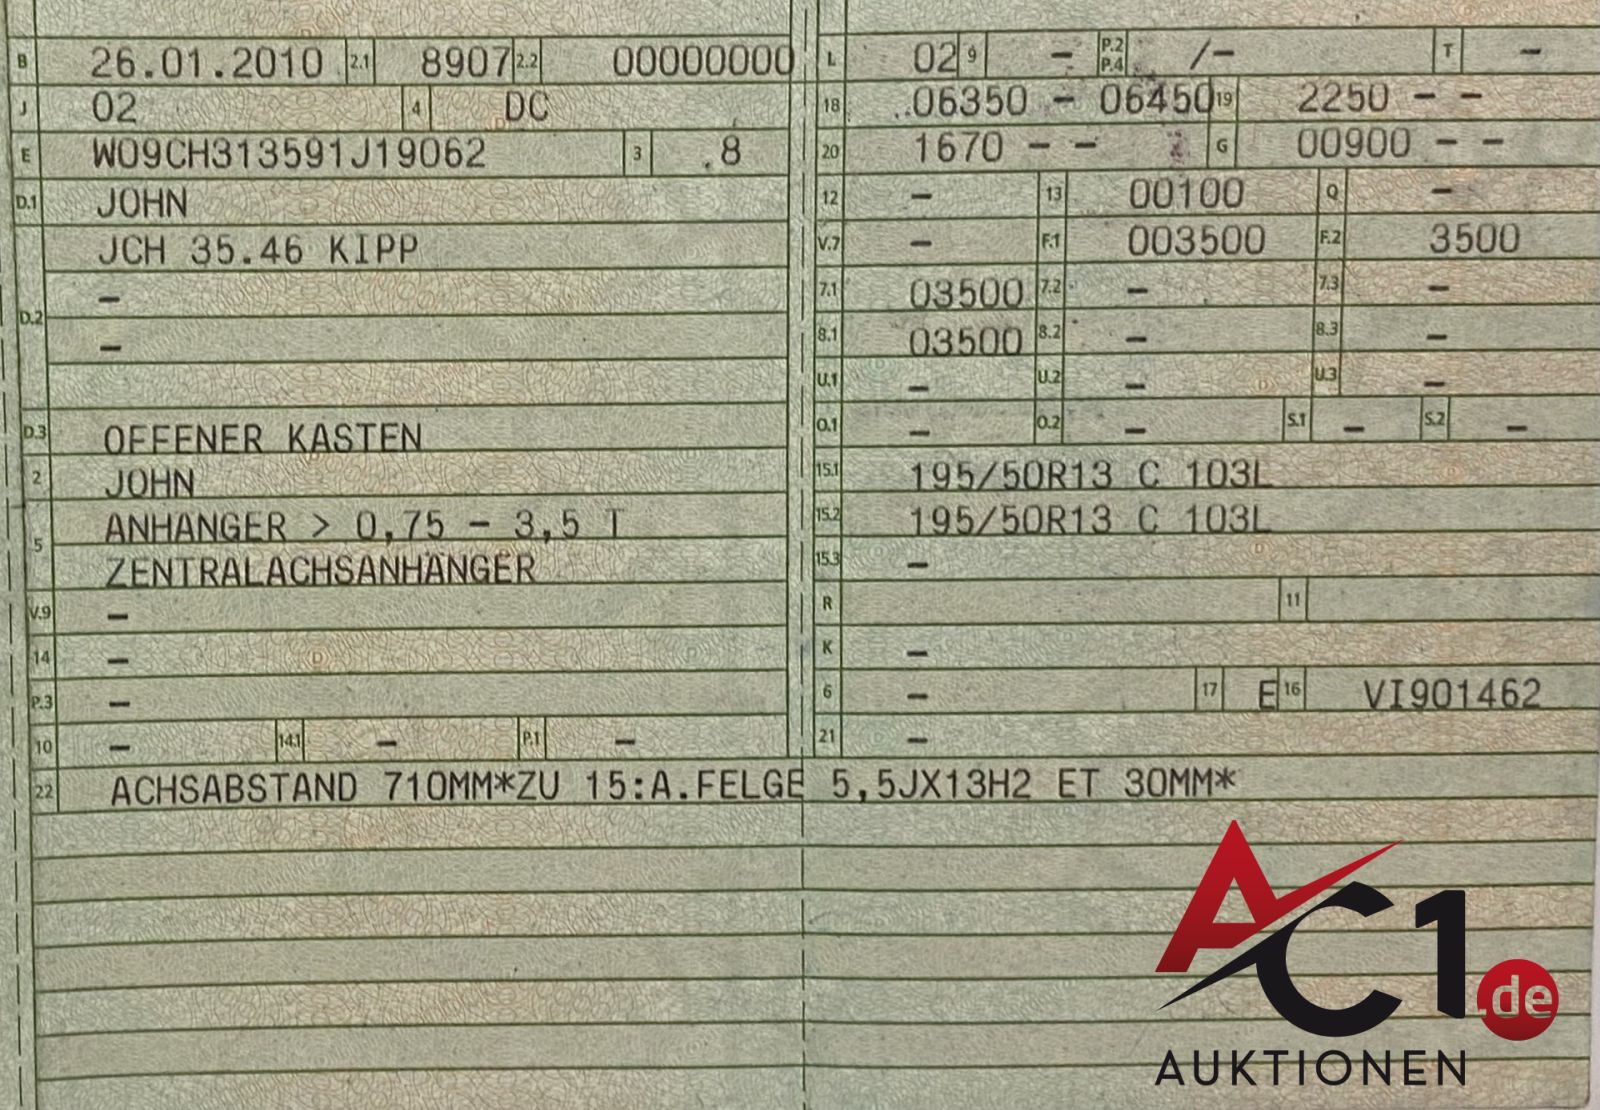 B 26.01.2010 2.1 8907 2.2 00000000
J 02 4 DC
E W09CH313591J19062 3 .8
D.1 JOHN
JCH 35.46 KIPP
–
D.2
–
D.3 OFFENER KASTEN
2 JOHN
5 ANHÄNGER > 0,75 – 3,5 T
ZENTRALACHSANHÄNGER
V.9 –
14 –
P.3 –
10 – 14.1 – P.1 –
L 02 9 – P.2 P.4 /– T –
18 06350 – 06450 19 2250 – –
20 1670 – – G 00900 – –
12 – 13 00100 Q –
V.7 – F.1 003500 F.2 3500
7.1 03500 7.2 – 7.3 –
8.1 03500 8.2 – 8.3 –
U.1 – U.2 – U.3 –
O.1 – O.2 – S.1 – S.2 –
15.1 195/50R13 C 103L
15.2 195/50R13 C 103L
15.3 –
R 11
K –
6 – 17 E 16 VI901462
21 –
22 ACHSABSTAND 710MM*ZU 15:A.FELGE 5,5JX13H2 ET 30MM*
AC1.de
AUKTIONEN